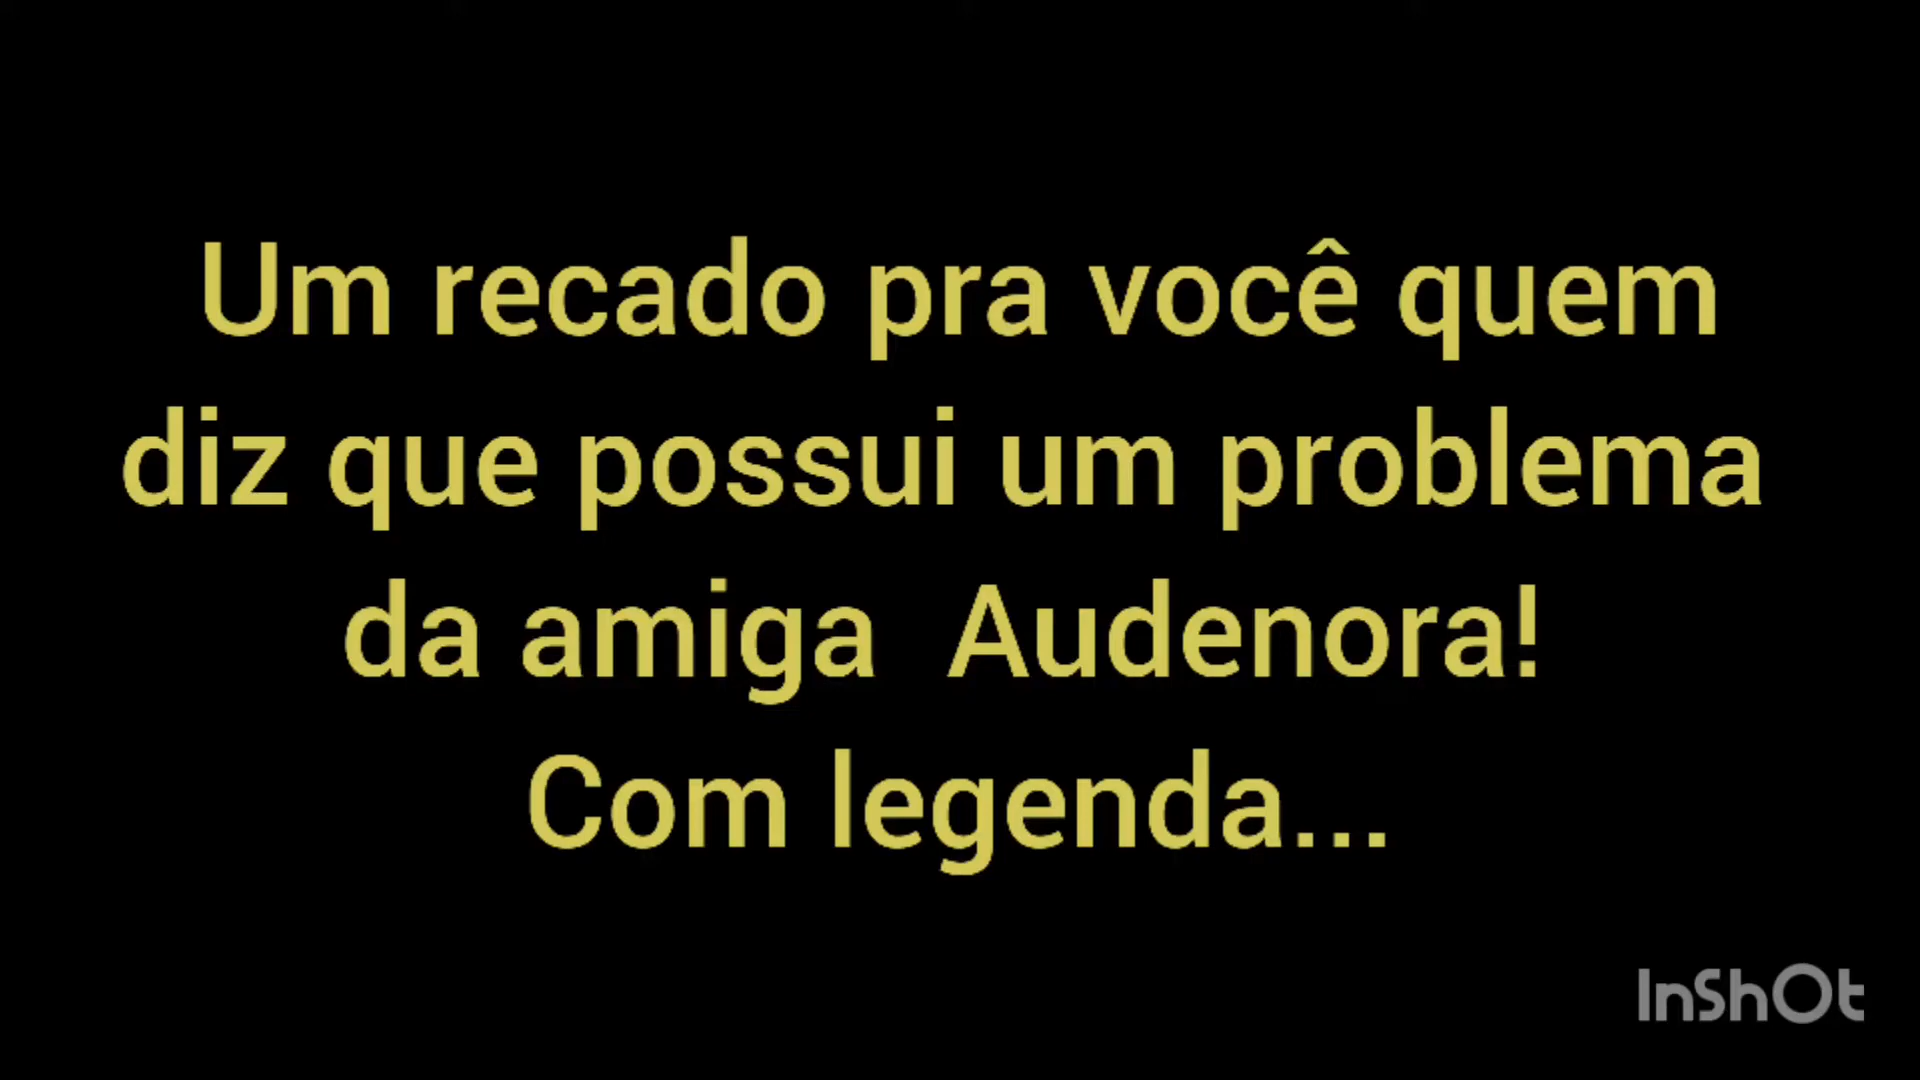 Um recado pra você quem
diz que possui um problema
da amiga  Audenora!
Com legenda...
InShOt